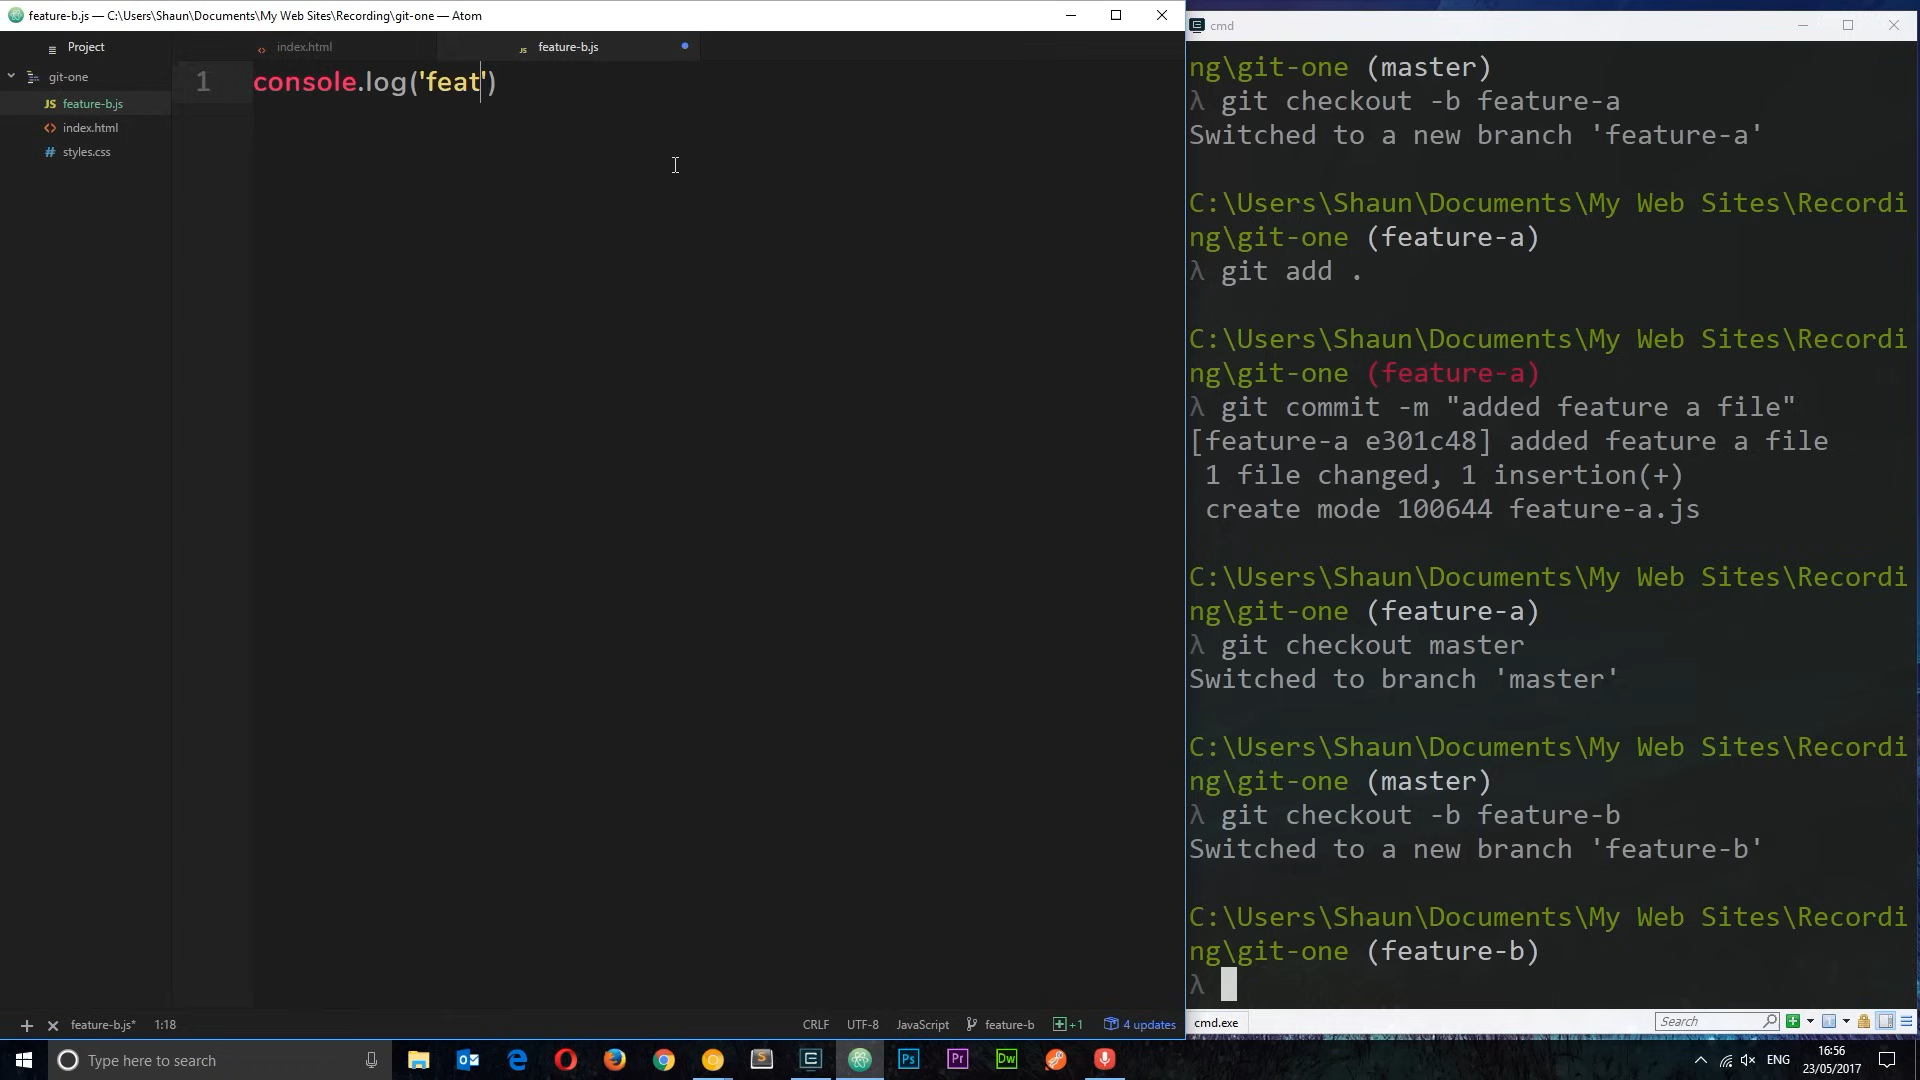 feature-b.js — C:\Users\Shaun\Documents\My Web Sites\Recording\git-one — Atom
Project
index.html
feature-b.js
git-one
JS feature-b.js
<> index.html
# styles.css
1 console.log('feat')
feature-b.js* 1:18
CRLF UTF-8 JavaScript feature-b +1 4 updates
cmd
ng\git-one (master)
λ git checkout -b feature-a
Switched to a new branch 'feature-a'
C:\Users\Shaun\Documents\My Web Sites\Recordi
ng\git-one (feature-a)
λ git add .
C:\Users\Shaun\Documents\My Web Sites\Recordi
ng\git-one (feature-a)
λ git commit -m "added feature a file"
[feature-a e301c48] added feature a file
1 file changed, 1 insertion(+)
create mode 100644 feature-a.js
C:\Users\Shaun\Documents\My Web Sites\Recordi
ng\git-one (feature-a)
λ git checkout master
Switched to branch 'master'
C:\Users\Shaun\Documents\My Web Sites\Recordi
ng\git-one (master)
λ git checkout -b feature-b
Switched to a new branch 'feature-b'
C:\Users\Shaun\Documents\My Web Sites\Recordi
ng\git-one (feature-b)
λ
cmd.exe
Search
Type here to search
Ps
Pr
Dw
ENG
16:56
23/05/2017